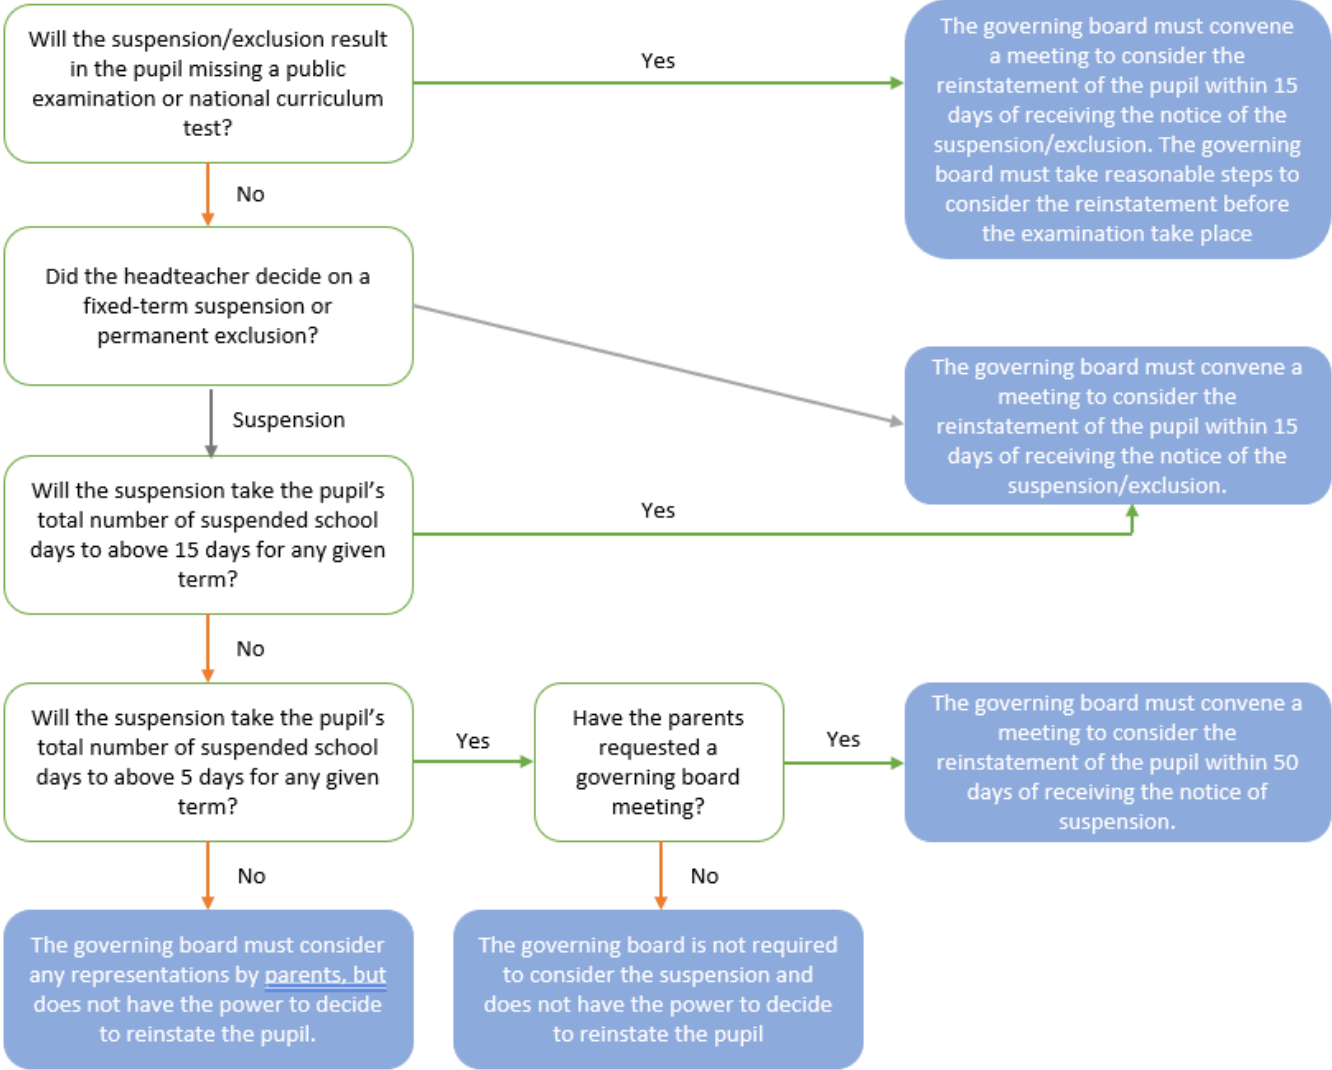 Will the suspension/exclusion result
in the pupil missing a public
examination or national curriculum
test?
Yes
The governing board must convene
a meeting to consider the
reinstatement of the pupil within 15
days of receiving the notice of the
suspension/exclusion. The governing
board must take reasonable steps to
consider the reinstatement before
the examination take place
No
Did the headteacher decide on a
fixed-term suspension or
permanent exclusion?
The governing board must convene a
meeting to consider the
reinstatement of the pupil within 15
days of receiving the notice of the
suspension/exclusion.
Suspension
Will the suspension take the pupil’s
total number of suspended school
days to above 15 days for any given
term?
Yes
No
Will the suspension take the pupil’s
total number of suspended school
days to above 5 days for any given
term?
Yes
Have the parents
requested a
governing board
meeting?
Yes
The governing board must convene a
meeting to consider the
reinstatement of the pupil within 50
days of receiving the notice of
suspension.
No
No
The governing board must consider
any representations by parents, but
does not have the power to decide
to reinstate the pupil.
The governing board is not required
to consider the suspension and
does not have the power to decide
to reinstate the pupil